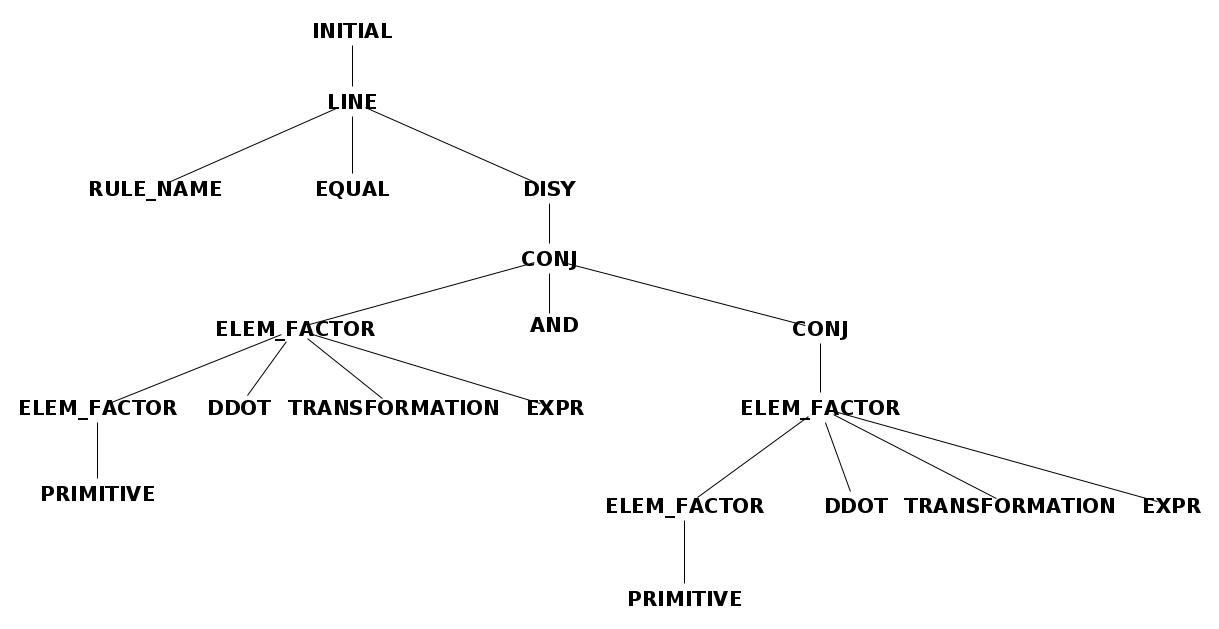 INITIAL
LINE
RULE_NAME EQUAL DISY
CONJ
ELEM_FACTOR AND CONJ
ELEM_FACTOR DDOT TRANSFORMATION EXPR ELEM_FACTOR
PRIMITIVE
ELEM_FACTOR DDOT TRANSFORMATION EXPR
PRIMITIVE